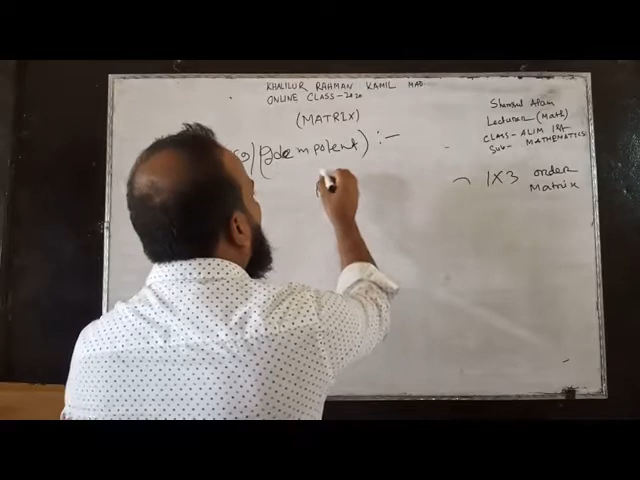 KHALILUR RAHMAN KAMIL MAD
ONLINE CLASS-2020
(MATRIX)
(Idempotent) :-
Shamsul Alam
Lecturer (Math)
CLASS- ALIM 1st
Sub- MATHEMATICS
1X3 order
Matrix